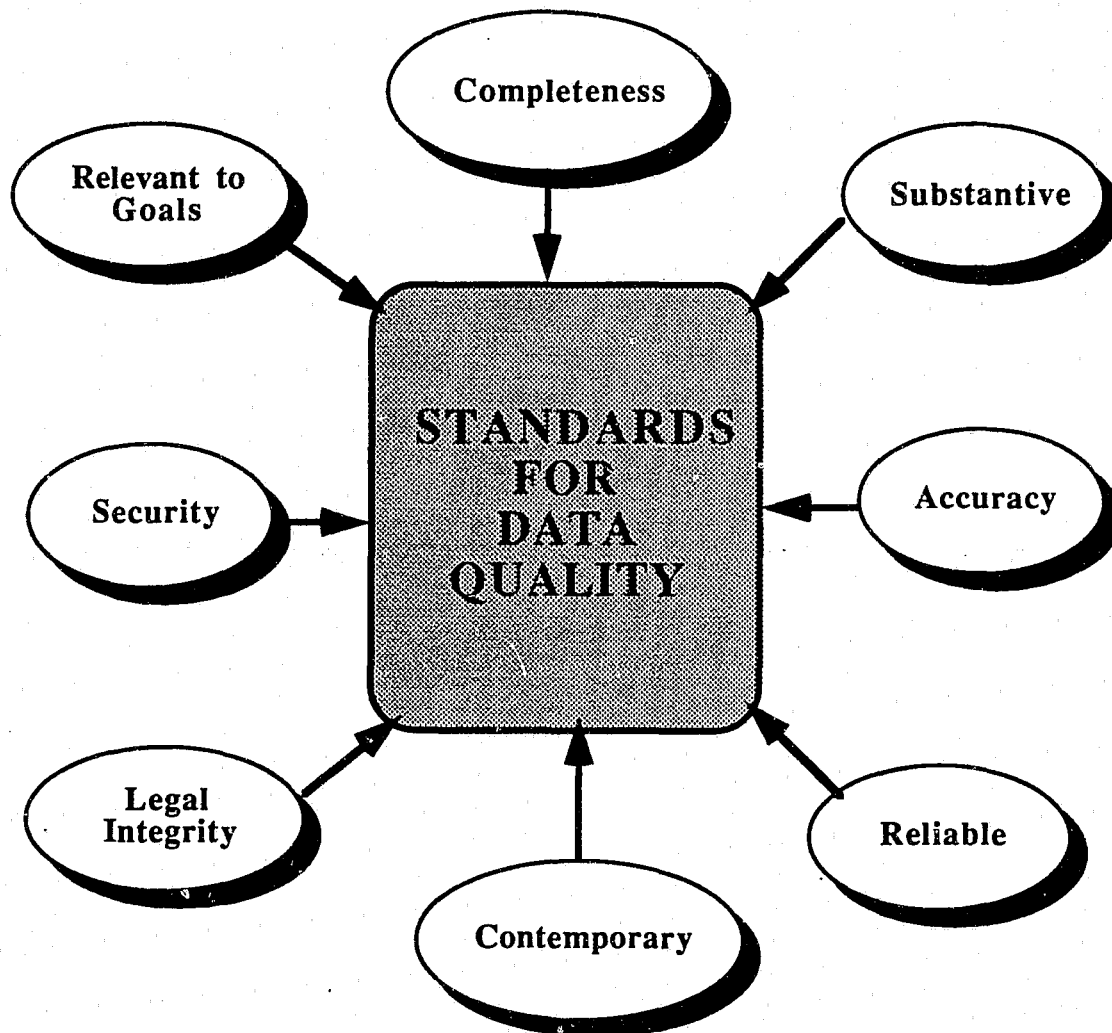 Completeness
Relevant to
Goals
Substantive
STANDARDS
FOR
DATA
QUALITY
Security
Accuracy
Legal
Integrity
Reliable
Contemporary